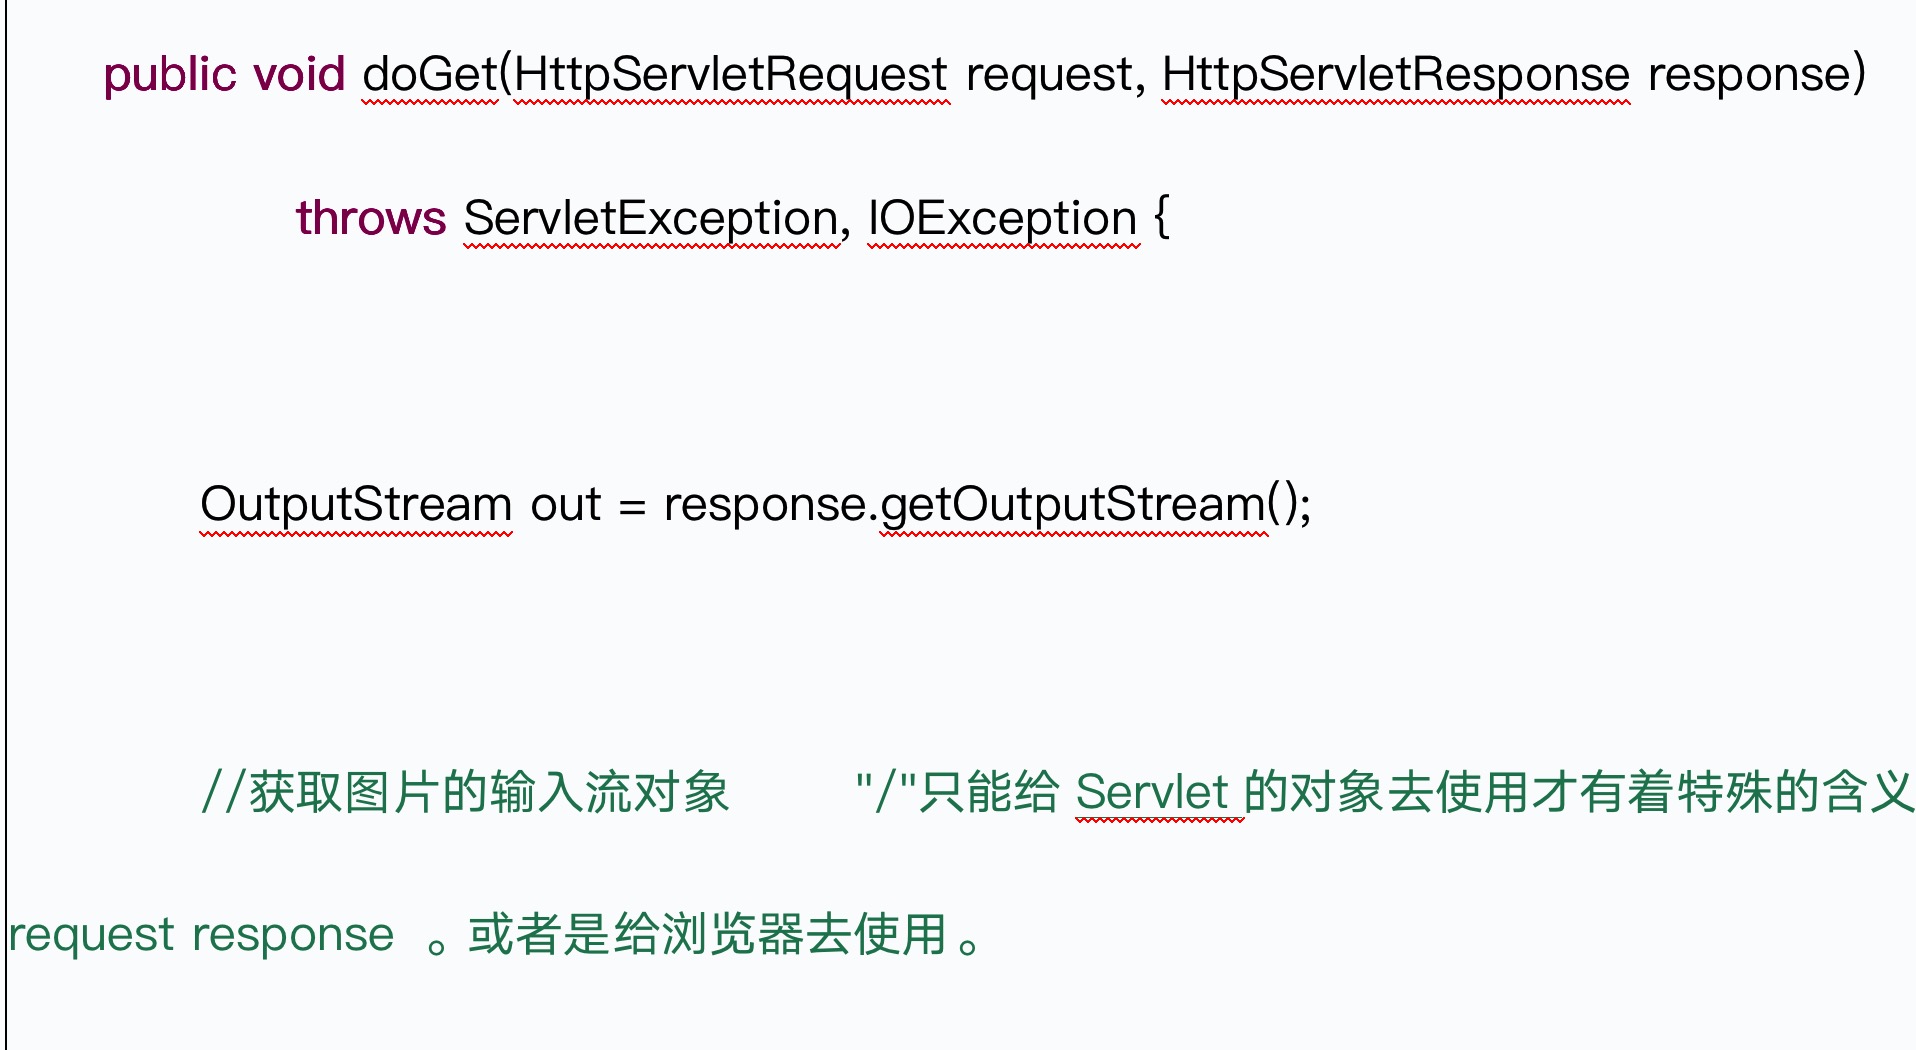 public void doGet(HttpServletRequest request, HttpServletResponse response)
throws ServletException, IOException {
OutputStream out = response.getOutputStream();
//获取图片的输入流对象 "/"只能给 Servlet 的对象去使用才有着特殊的含义
request response 。或者是给浏览器去使用。